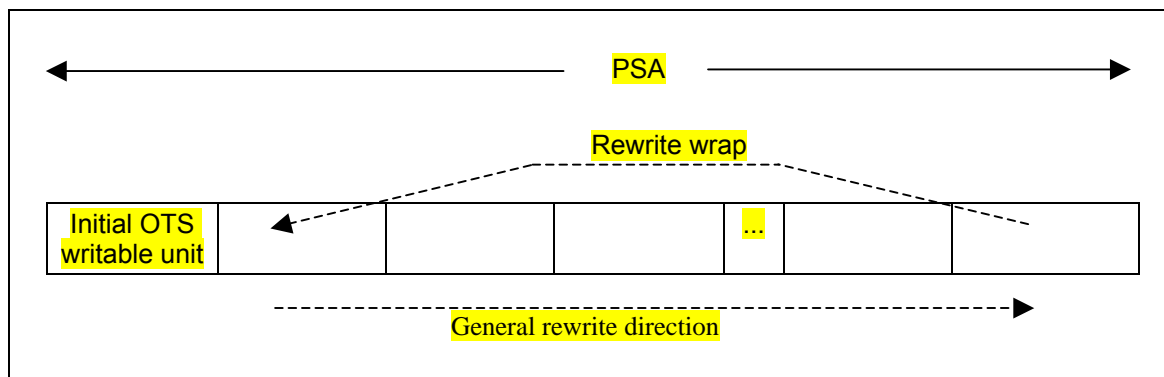 PSA
Rewrite wrap
Initial OTS
writable unit
...
General rewrite direction